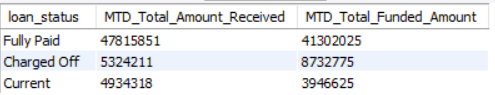 loan_status MTD_Total_Amount_Received MTD_Total_Funded_Amount
Fully Paid 47815851 41302025
Charged Off 5324211 8732775
Current 4934318 3946625